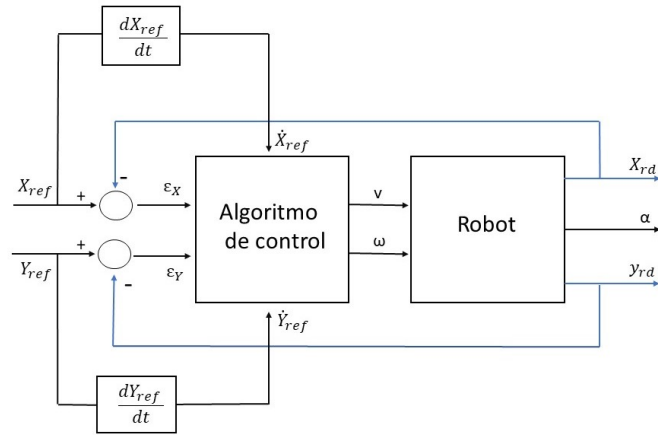 dX_ref
dt
Ẋ_ref
X_ref
+
-
ε_X
Algoritmo
de control
v
ω
Robot
X_rd
α
y_rd
+
-
Y_ref
ε_Y
Ẏ_ref
dY_ref
dt